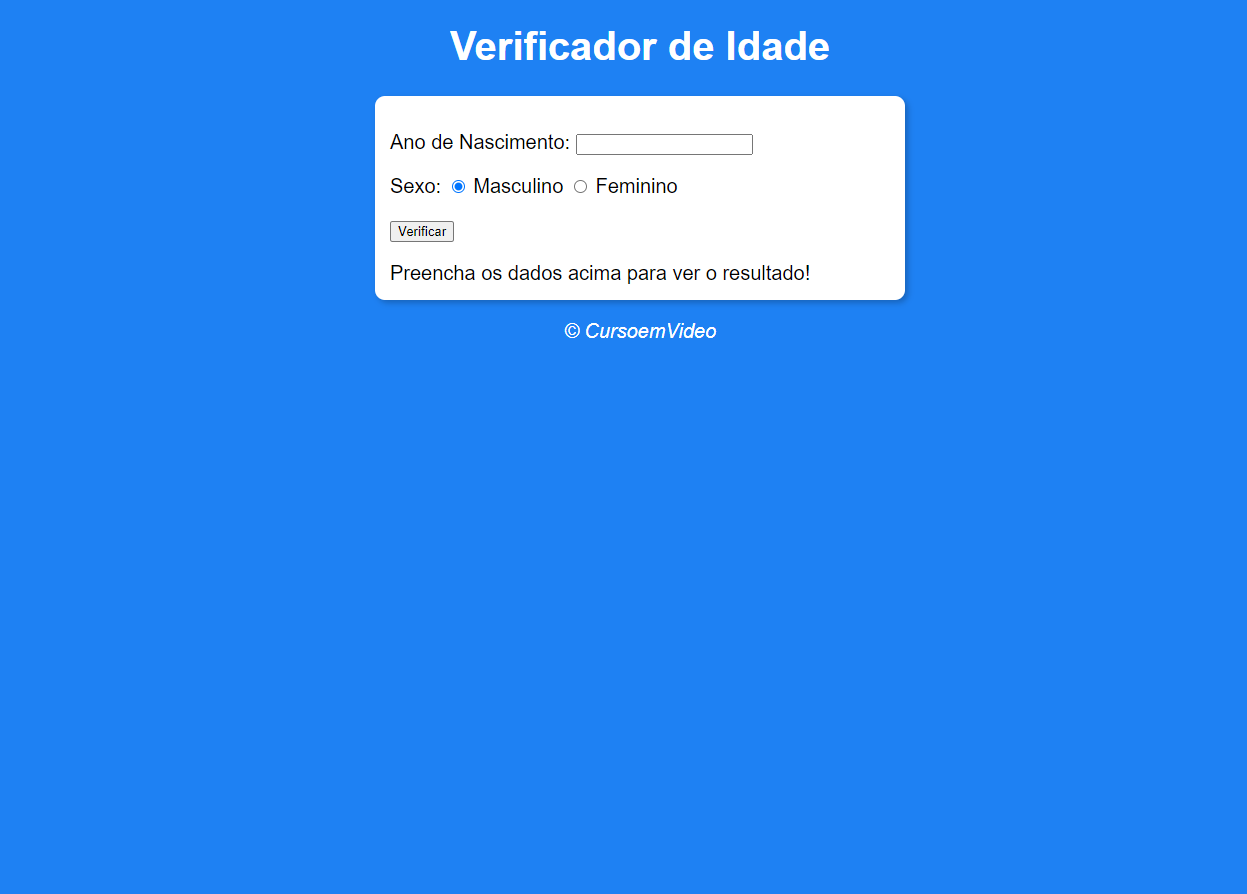 Verificador de Idade
Ano de Nascimento:
Sexo: Masculino Feminino
Verificar
Preencha os dados acima para ver o resultado!
© CursoemVideo